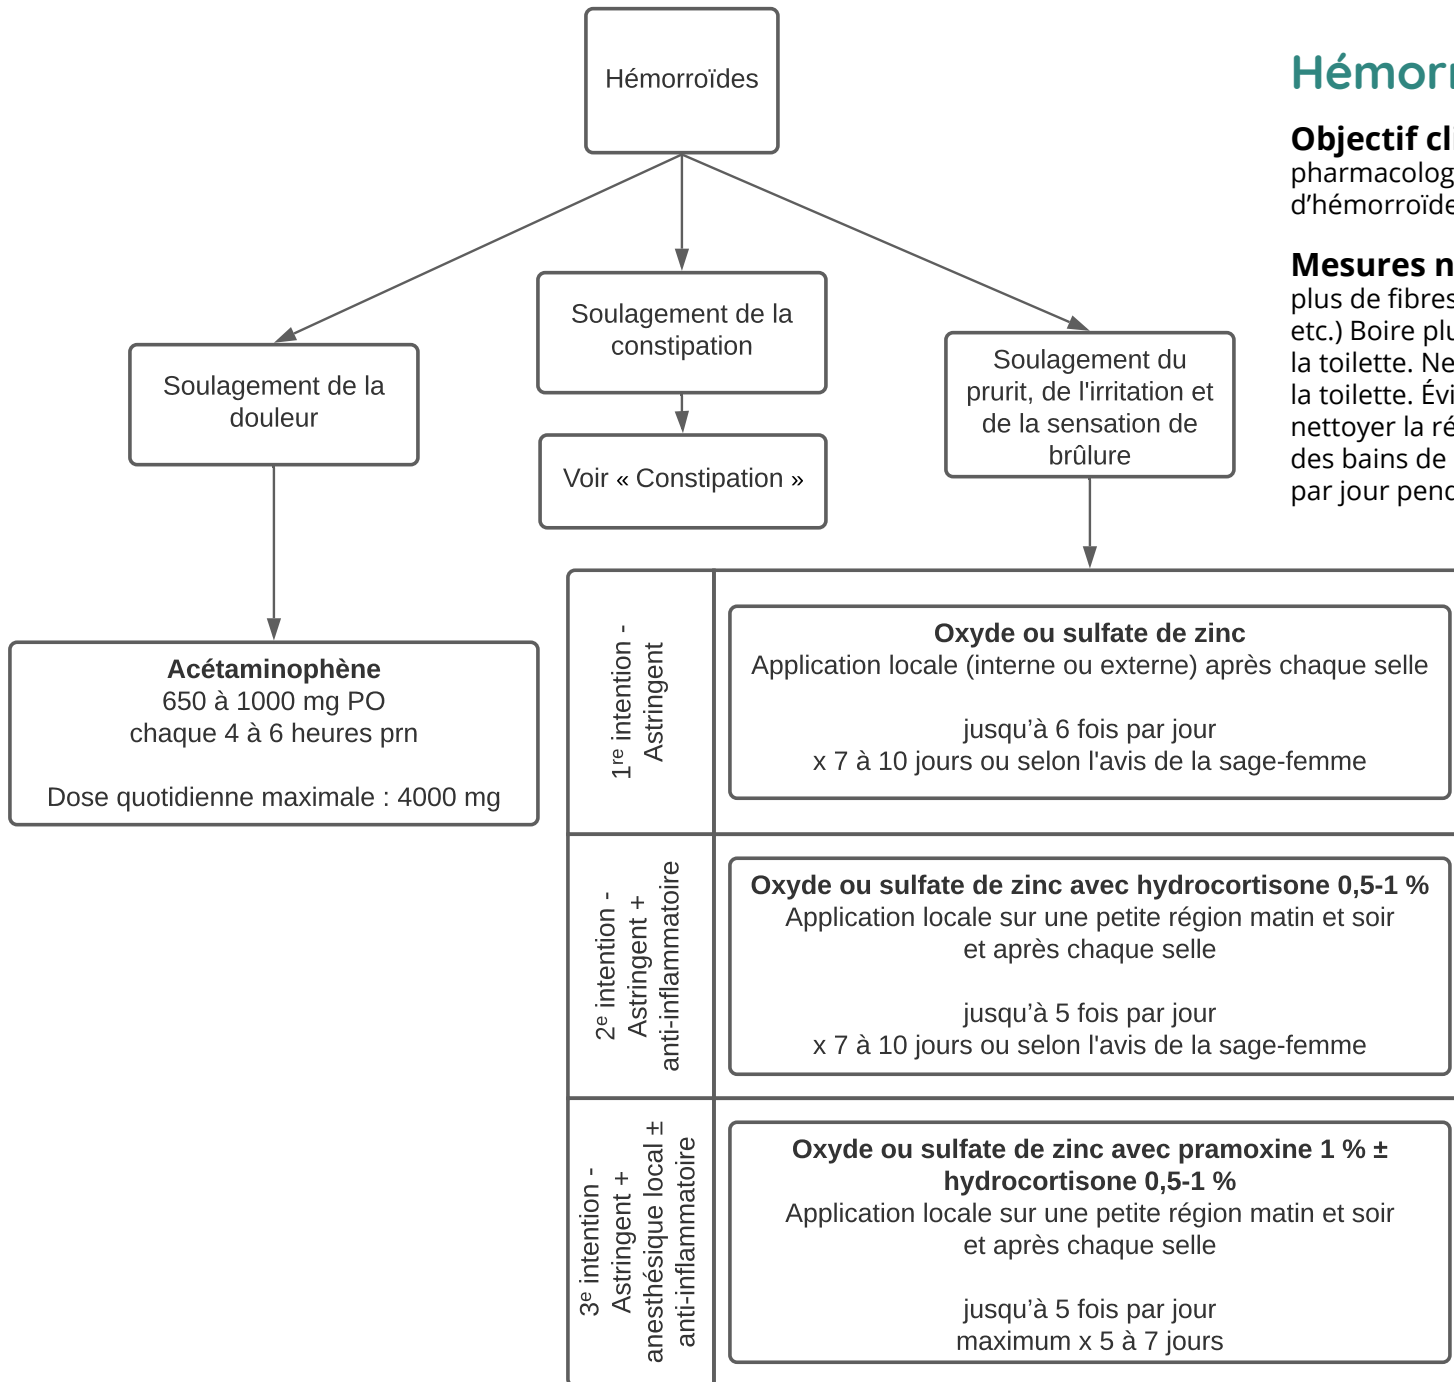 Hémorroïdes
Objectif
pharmacolog
Mesures
plus de fibres
etc.) Boire
la toilette.
la toilette.
nettoyer la
des bains de
par jour
Soulagement de la
constipation
Soulagement de la
douleur
Soulagement du
prurit, de l'irritation et
de la sensation de
brûlure
Voir « Constipation »
Acétaminophène
650 à 1000 mg PO
chaque 4 à 6 heures prn
Dose quotidienne maximale : 4000 mg
1re intention -
Astringent
Oxyde ou sulfate de zinc
Application locale (interne ou externe) après chaque selle
jusqu’à 6 fois par jour
x 7 à 10 jours ou selon l'avis de la sage-femme
2e intention -
Astringent +
anti-inflammatoire
Oxyde ou sulfate de zinc avec hydrocortisone 0,5-1 %
Application locale sur une petite région matin et soir
et après chaque selle
jusqu’à 5 fois par jour
x 7 à 10 jours ou selon l'avis de la sage-femme
3e intention -
Astringent +
anesthésique local ±
anti-inflammatoire
Oxyde ou sulfate de zinc avec pramoxine 1 % ±
hydrocortisone 0,5-1 %
Application locale sur une petite région matin et soir
et après chaque selle
jusqu’à 5 fois par jour
maximum x 5 à 7 jours